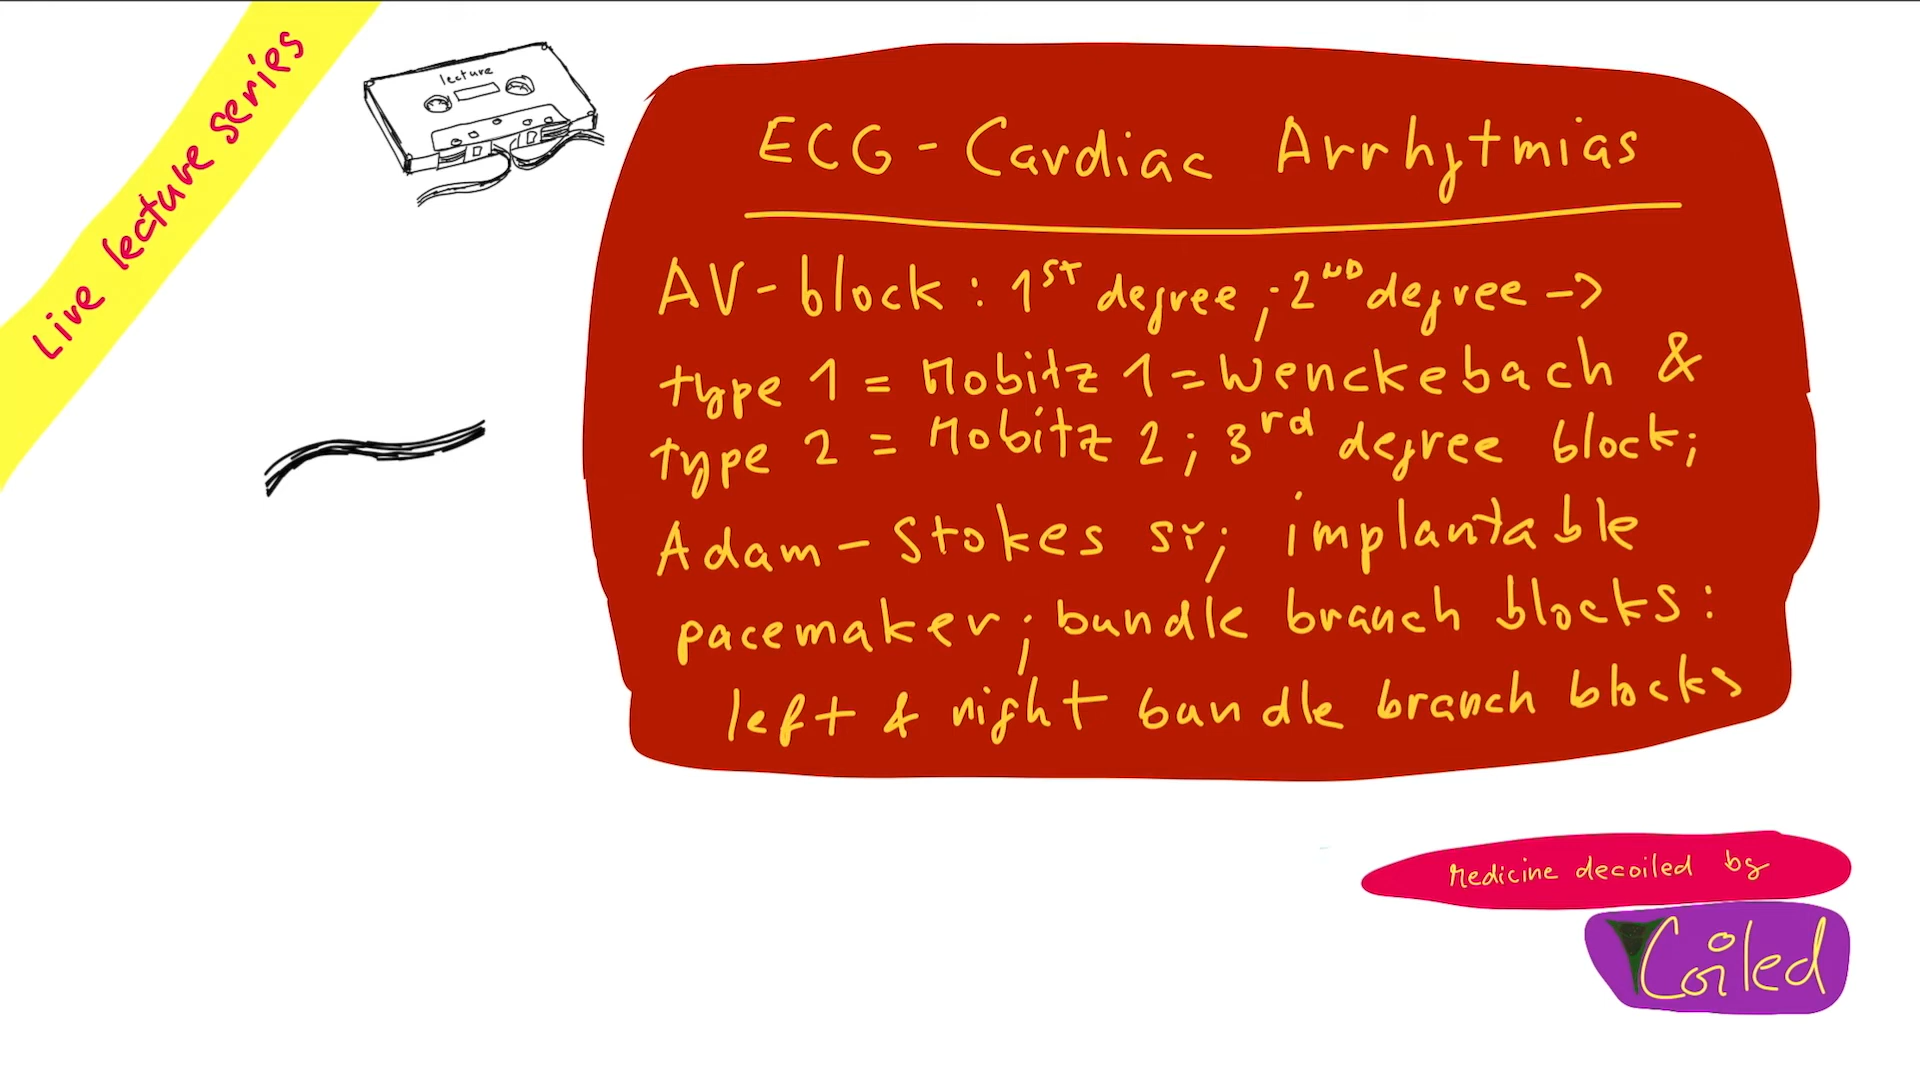 Live lecture series
lecture
ECG - Cardiac Arrhytmias
AV-block : 1ST degree ; 2ND degree ->
type 1 = Mobitz 1 = Wenckebach &
type 2 = Mobitz 2 ; 3rd degree block;
Adam - Stokes sy; implantable
pacemaker ; bundle branch blocks :
left & right bundle branch blocks
Medicine decoiled by
Coiled